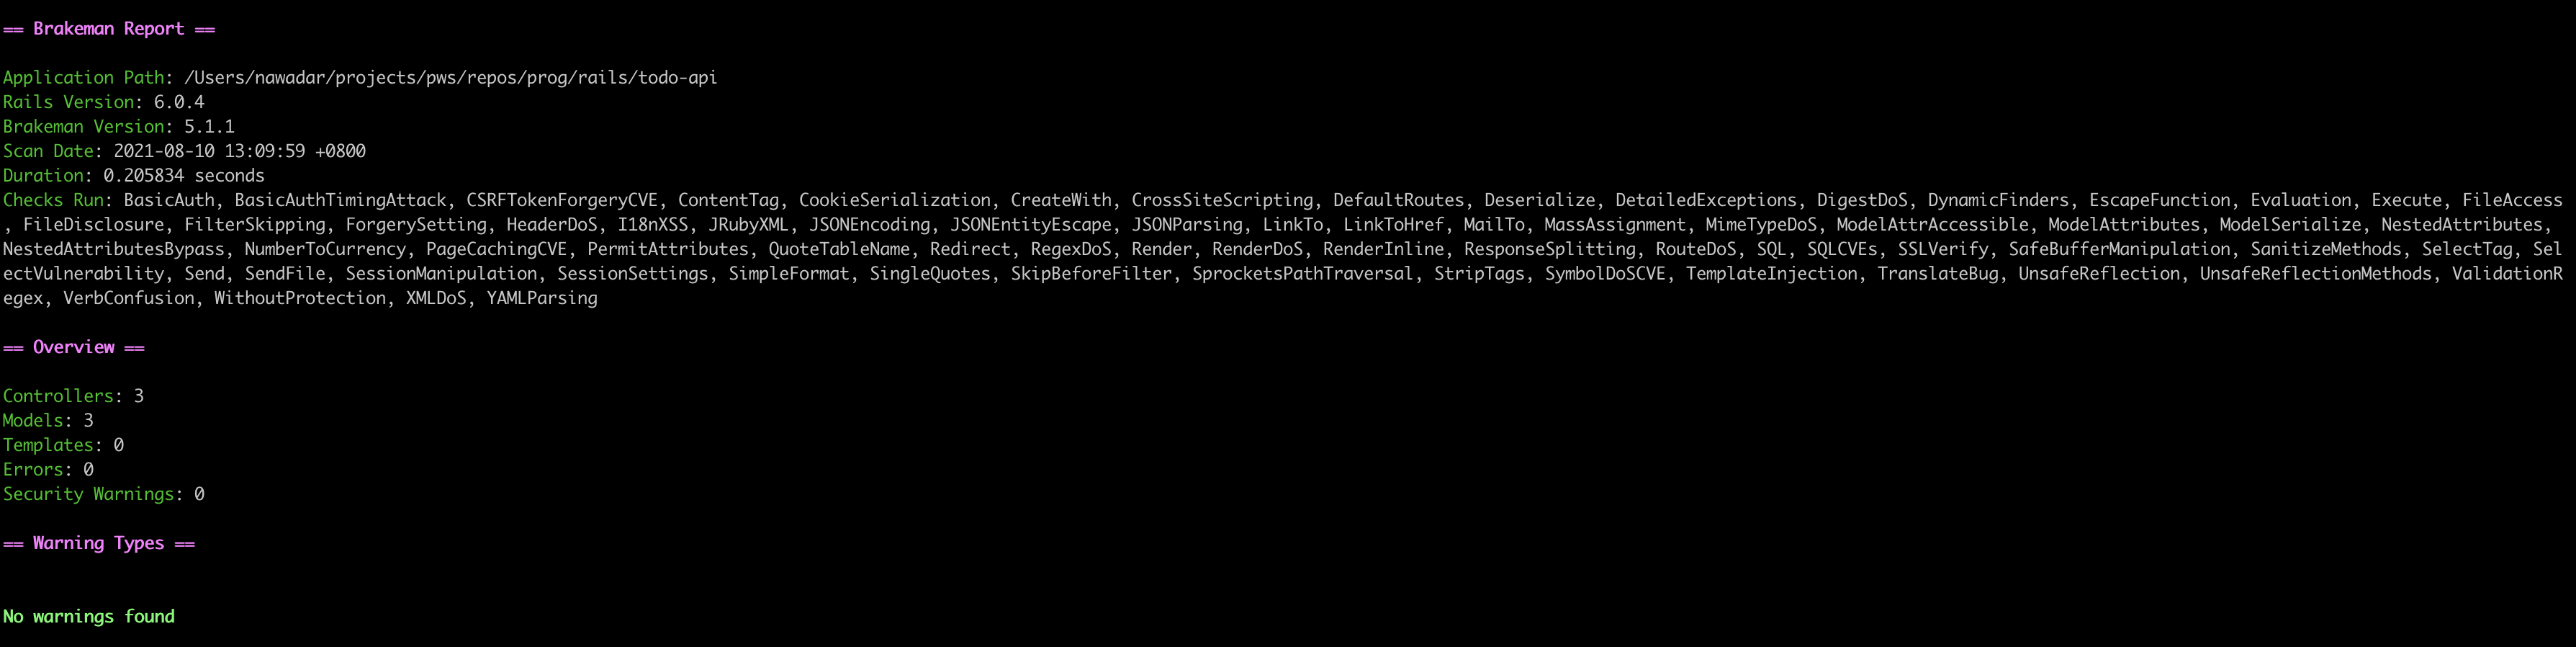 == Brakeman Report ==
Application Path: /Users/nawadar/projects/pws/repos/prog/rails/todo-api
Rails Version: 6.0.4
Brakeman Version: 5.1.1
Scan Date: 2021-08-10 13:09:59 +0800
Duration: 0.205834 seconds
Checks Run: BasicAuth, BasicAuthTimingAttack, CSRFTokenForgeryCVE, ContentTag, CookieSerialization, CreateWith, CrossSiteScripting, DefaultRoutes, Deserialize, DetailedExceptions, DigestDoS, DynamicFinders, EscapeFunction, Evaluation, Execute, FileAccess
, FileDisclosure, FilterSkipping, ForgerySetting, HeaderDoS, I18nXSS, JRubyXML, JSONEncoding, JSONEntityEscape, JSONParsing, LinkTo, LinkToHref, MailTo, MassAssignment, MimeTypeDoS, ModelAttrAccessible, ModelAttributes, ModelSerialize, NestedAttributes,
NestedAttributesBypass, NumberToCurrency, PageCachingCVE, PermitAttributes, QuoteTableName, Redirect, RegexDoS, Render, RenderDoS, RenderInline, ResponseSplitting, RouteDoS, SQL, SQLCVEs, SSLVerify, SafeBufferManipulation, SanitizeMethods, SelectTag, Sel
ectVulnerability, Send, SendFile, SessionManipulation, SessionSettings, SimpleFormat, SingleQuotes, SkipBeforeFilter, SprocketsPathTraversal, StripTags, SymbolDoSCVE, TemplateInjection, TranslateBug, UnsafeReflection, UnsafeReflectionMethods, ValidationR
egex, VerbConfusion, WithoutProtection, XMLDoS, YAMLParsing
== Overview ==
Controllers: 3
Models: 3
Templates: 0
Errors: 0
Security Warnings: 0
== Warning Types ==
No warnings found